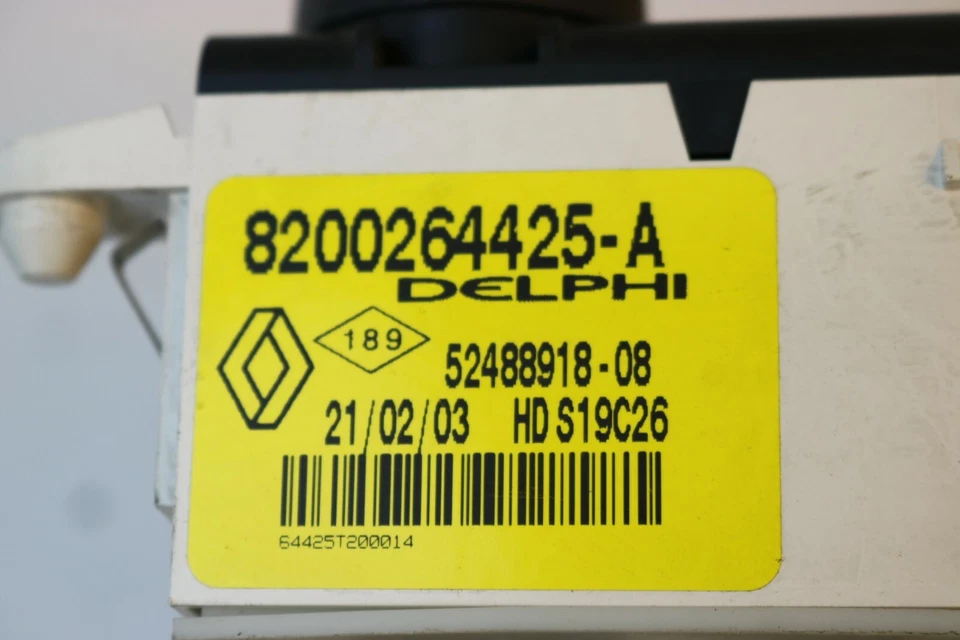 8200264425-A
DELPHI
189
52488918-08
21/02/03 HD S19C26
64425T200014